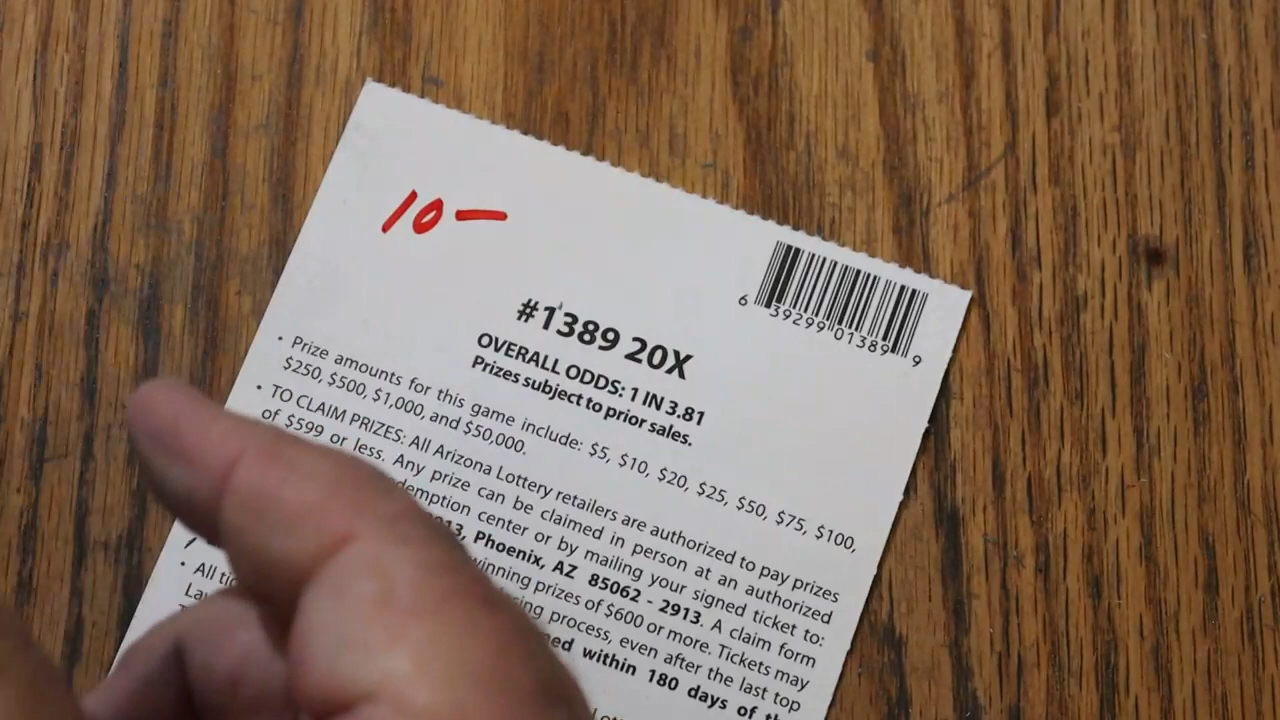 10-
6 39299 01389 9
#1389 20X
OVERALL ODDS: 1 IN 3.81
Prizes subject to prior sales.
• Prize amounts for this game include: $5, $10, $20, $25, $50, $75, $100,
$250, $500, $1,000, and $50,000.
• TO CLAIM PRIZES: All Arizona Lottery retailers are authorized to pay prizes
of $599 or less. Any prize can be claimed in person at an authorized
center or by mailing your signed ticket to:
Phoenix, AZ 85062 - 2913. A claim form
winning prizes of $600 or more. Tickets may
process, even after the last top
• All
within 180 days of